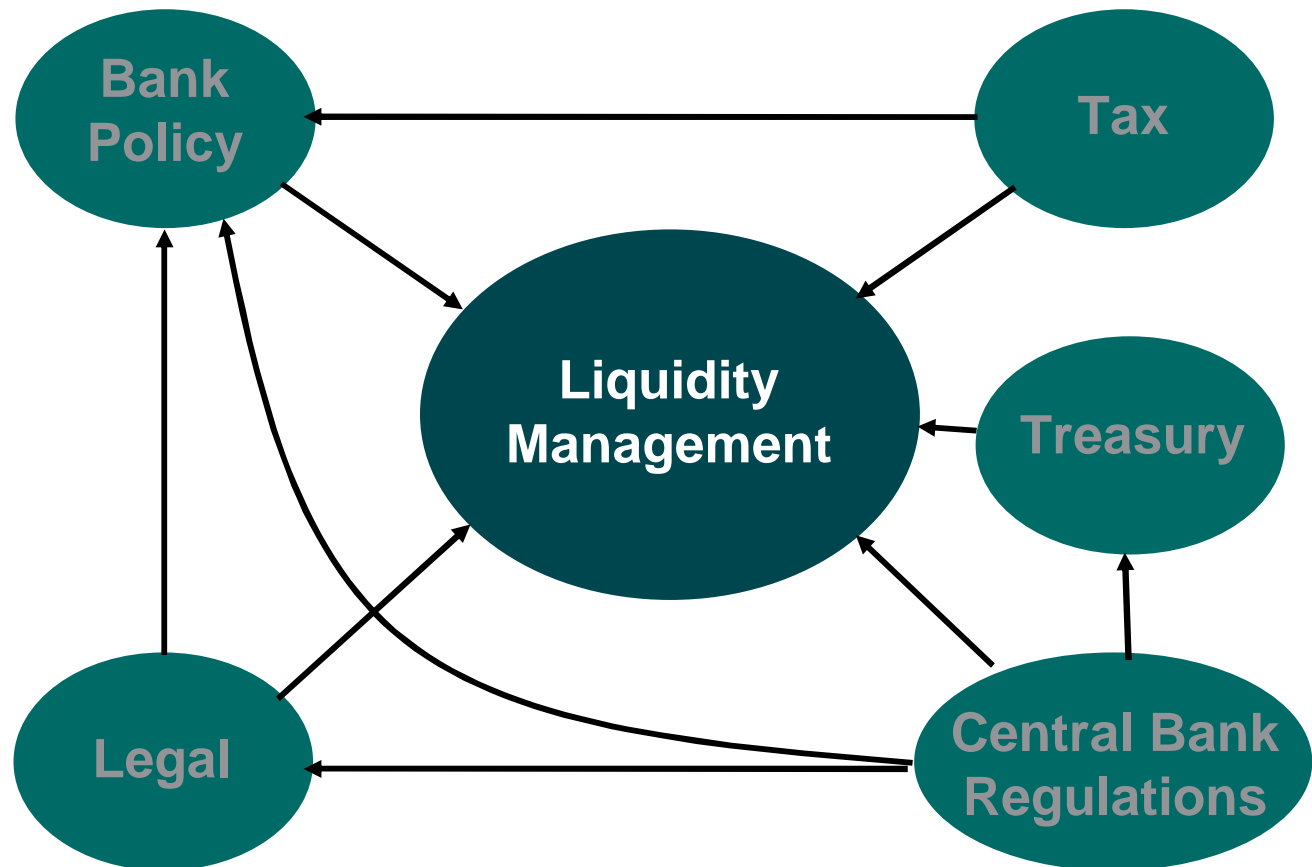 Bank
Policy
Tax
Liquidity
Management
Treasury
Legal
Central Bank
Regulations